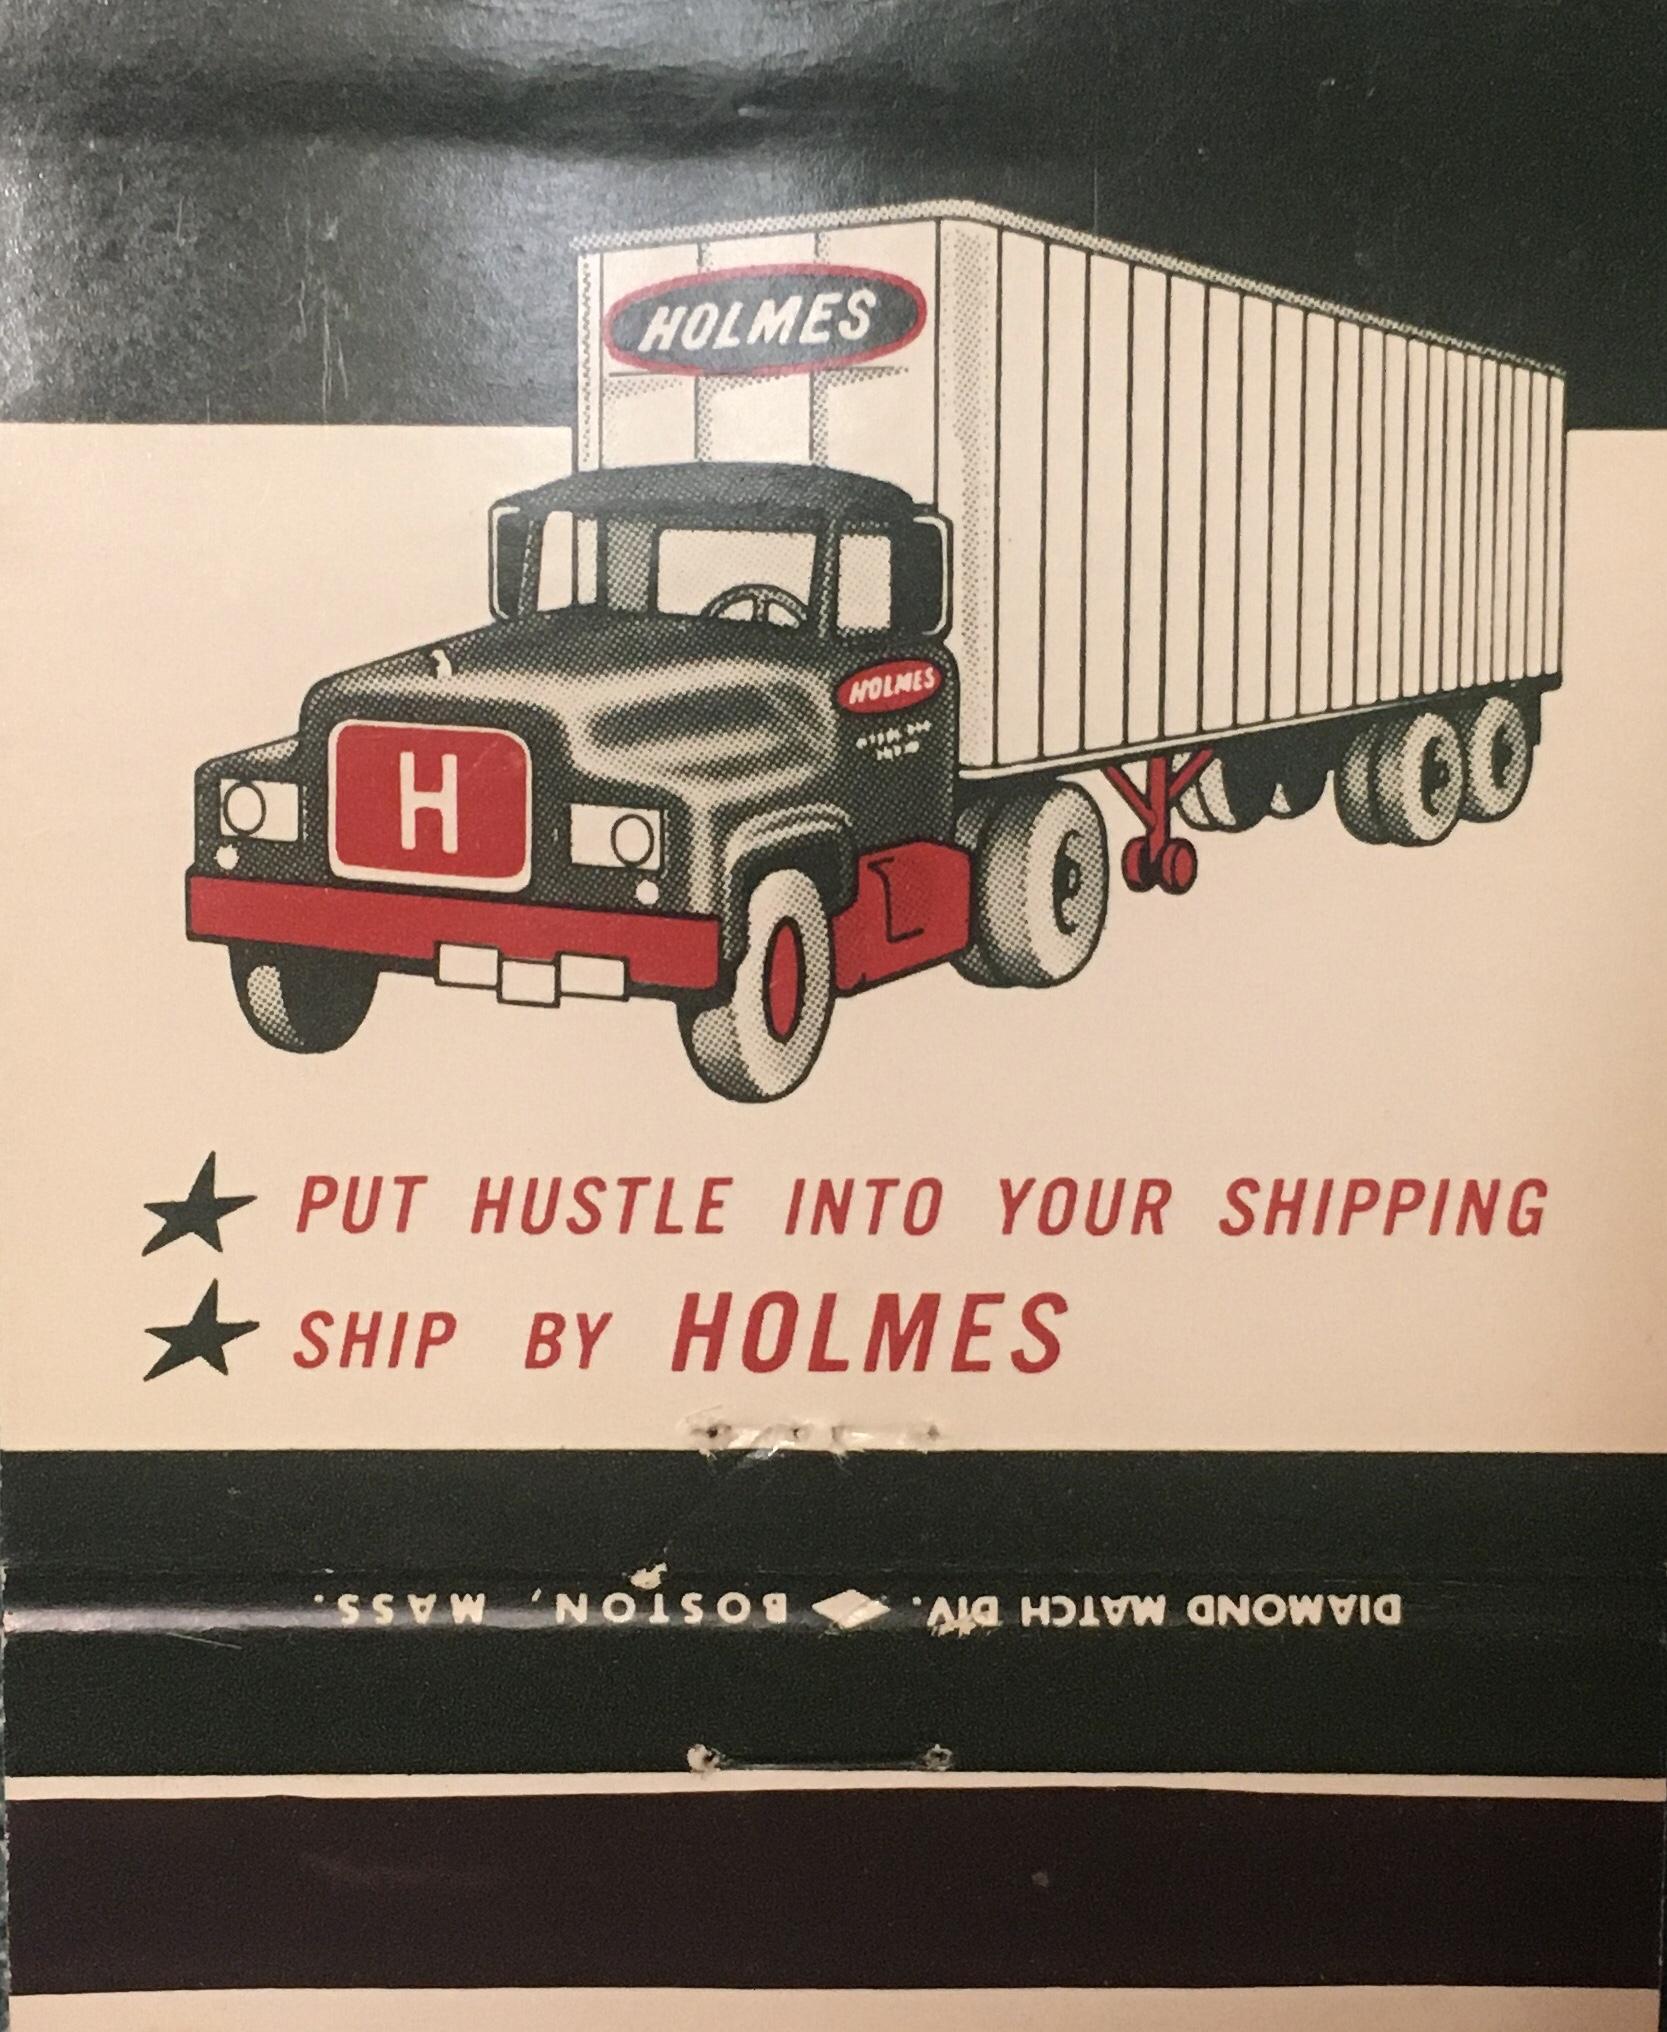 HOLMES
HOLMES
H
PUT HUSTLE INTO YOUR SHIPPING
SHIP BY HOLMES
DIAMOND MATCH DIV. BOSTON, MASS.